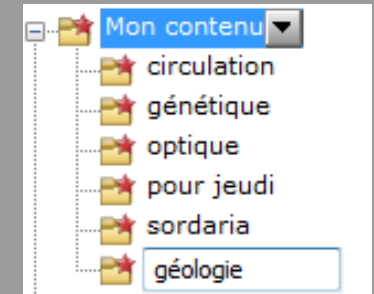 Mon contenu
circulation
génétique
optique
pour jeudi
sordaria
géologie